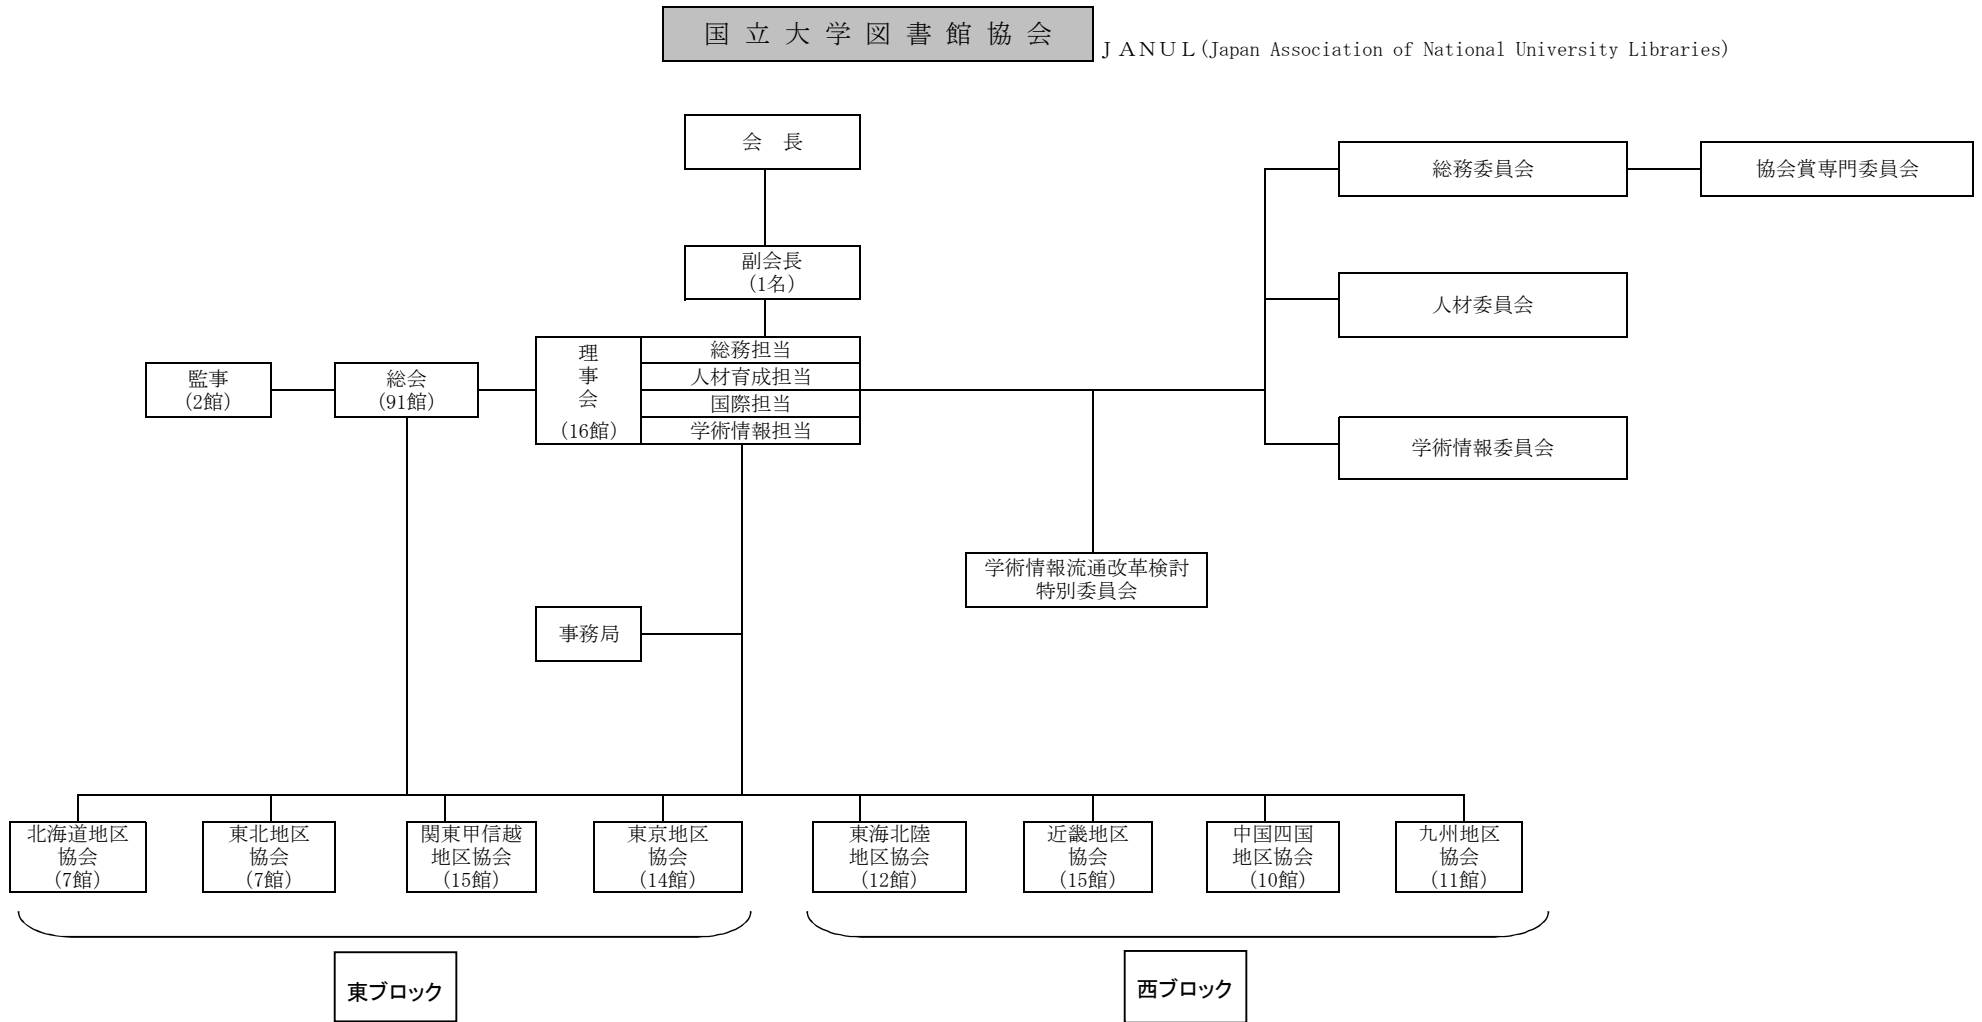 国立大学図書館協会
ＪＡＮＵＬ(Japan Association of National University Libraries)
会　長
総務委員会
協会賞専門委員会
副会長
(1名)
人材委員会
理
事
会
(16館)
総務担当
人材育成担当
国際担当
学術情報担当
監事
(2館)
総会
(91館)
学術情報委員会
学術情報流通改革検討
特別委員会
事務局
北海道地区
協会
(7館)
東北地区
協会
(7館)
関東甲信越
地区協会
(15館)
東京地区
協会
(14館)
東海北陸
地区協会
(12館)
近畿地区
協会
(15館)
中国四国
地区協会
(10館)
九州地区
協会
(11館)
東ブロック
西ブロック